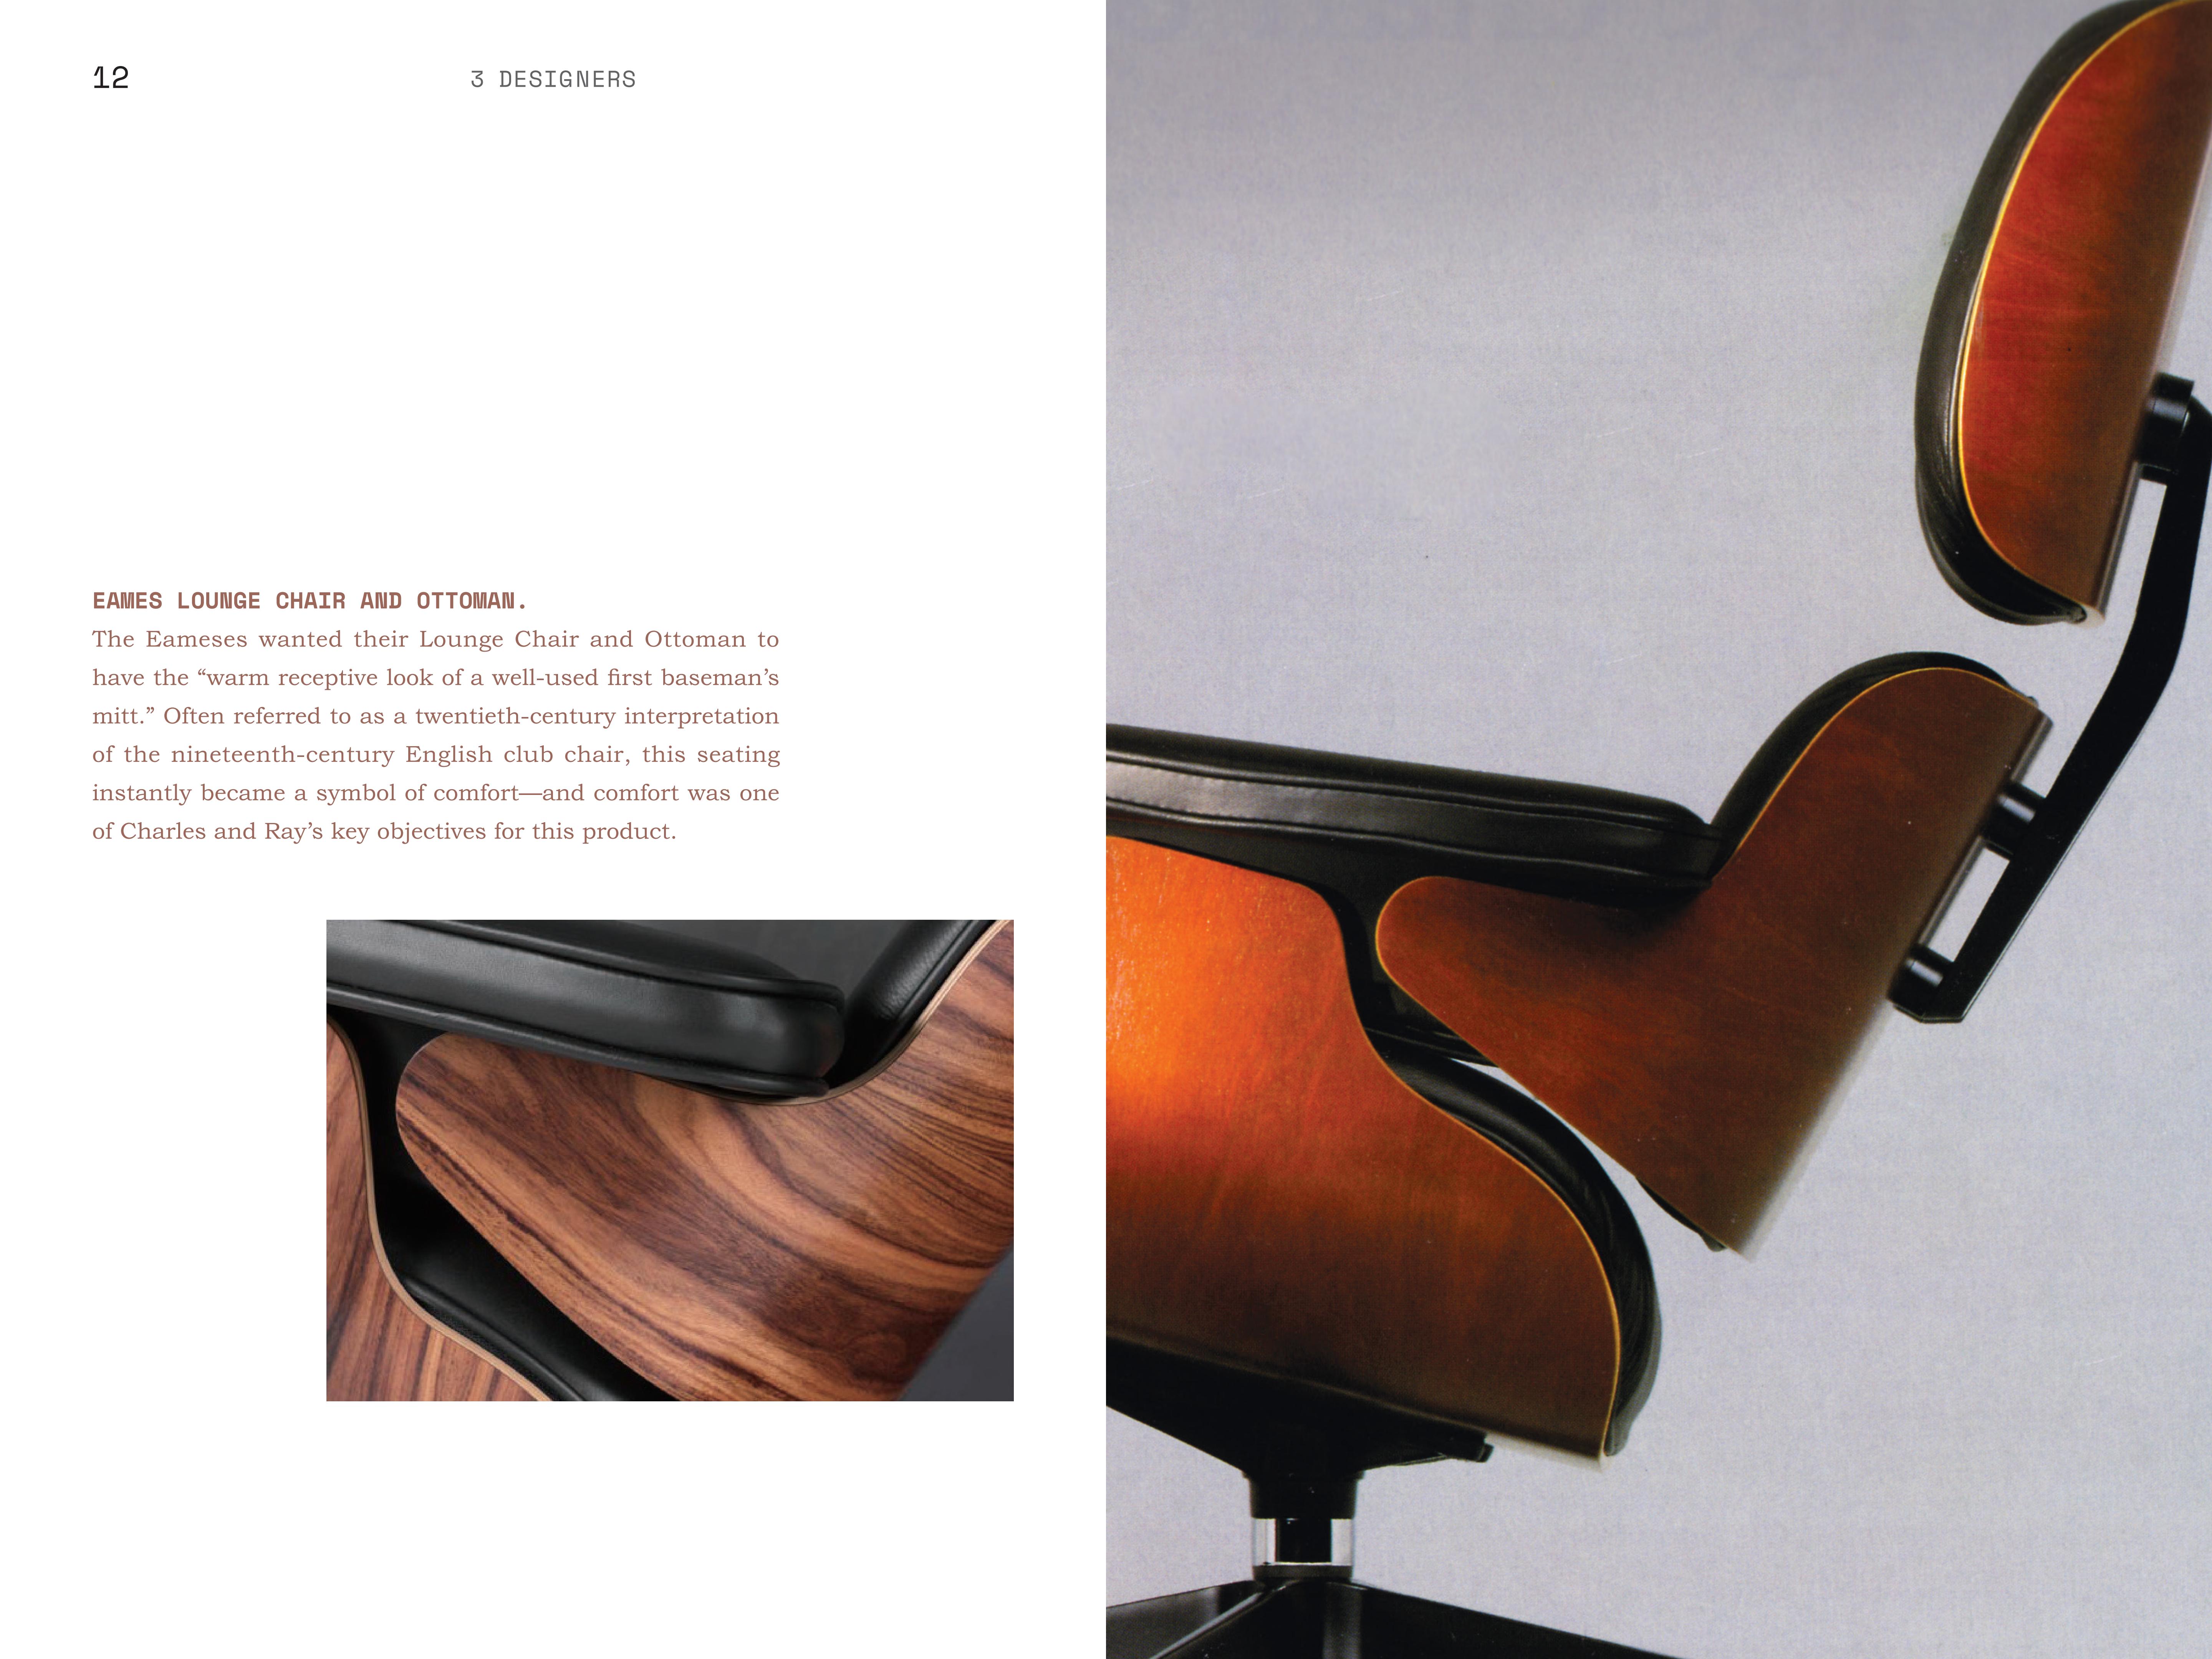 12
3 DESIGNERS
EAMES LOUNGE CHAIR AND OTTOMAN.
The Eameses wanted their Lounge Chair and Ottoman to
have the “warm receptive look of a well-used first baseman’s
mitt.” Often referred to as a twentieth-century interpretation
of the nineteenth-century English club chair, this seating
instantly became a symbol of comfort—and comfort was one
of Charles and Ray’s key objectives for this product.